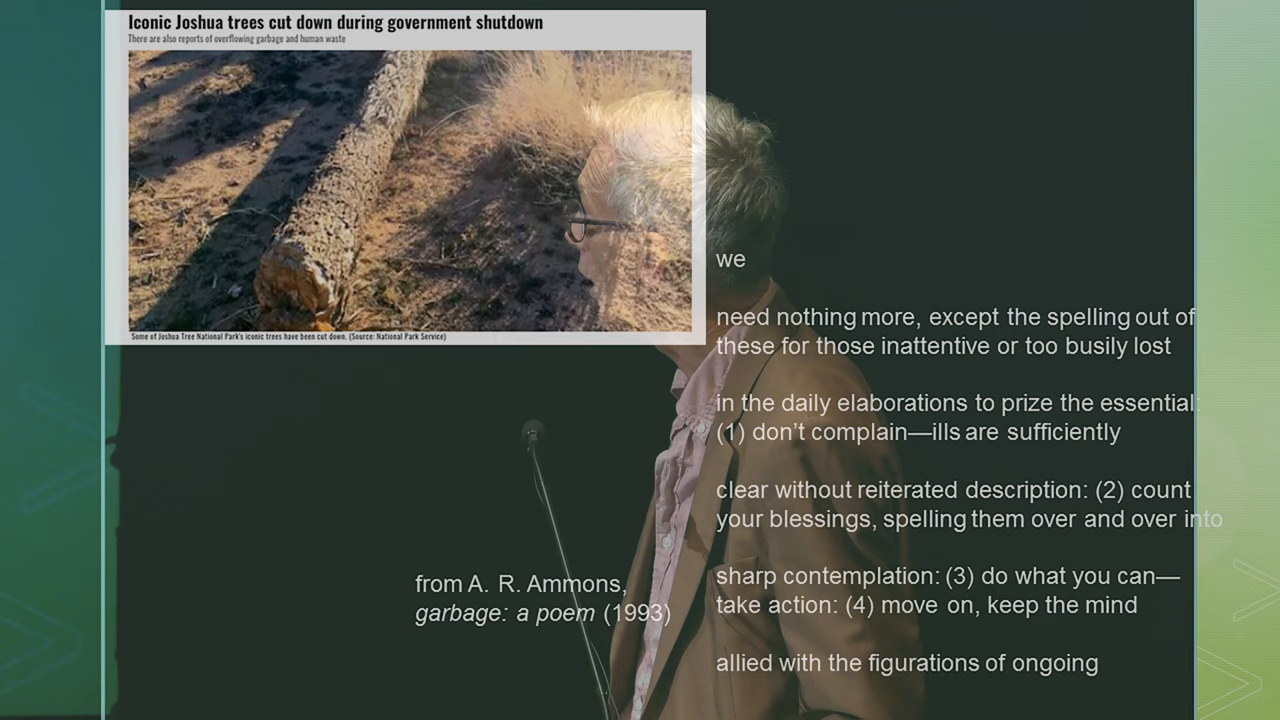 Iconic Joshua trees cut down during government shutdown
There are also reports of overflowing garbage and human waste
Some of Joshua Tree National Park's iconic trees have been cut down. (Source: National Park Service)
we
need nothing more, except the spelling out of
these for those inattentive or too busily lost
in the daily elaborations to prize the essential:
(1) don’t complain—ills are sufficiently
clear without reiterated description: (2) count
your blessings, spelling them over and over into
sharp contemplation: (3) do what you can—
take action: (4) move on, keep the mind
allied with the figurations of ongoing
from A. R. Ammons,
garbage: a poem (1993)